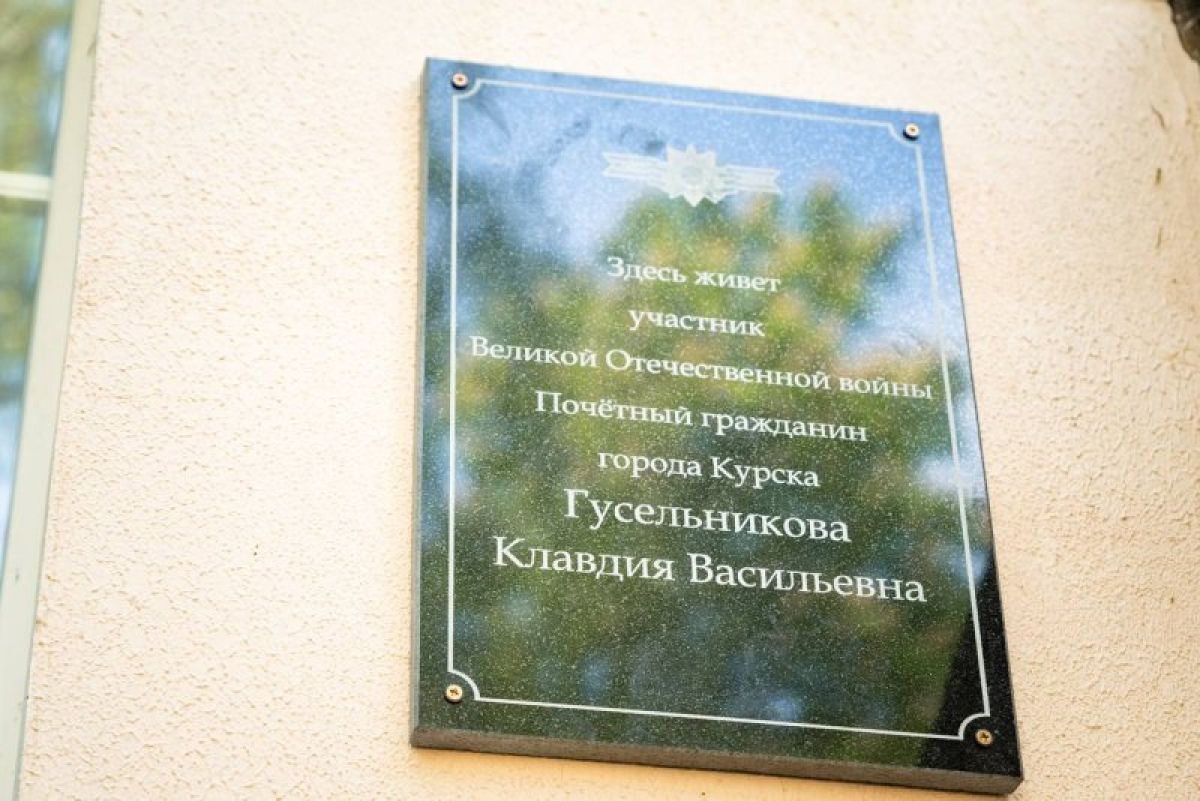 Здесь живет
участник
Великой Отечественной войны
Почётный гражданин
города Курска
Гусельникова
Клавдия Васильевна